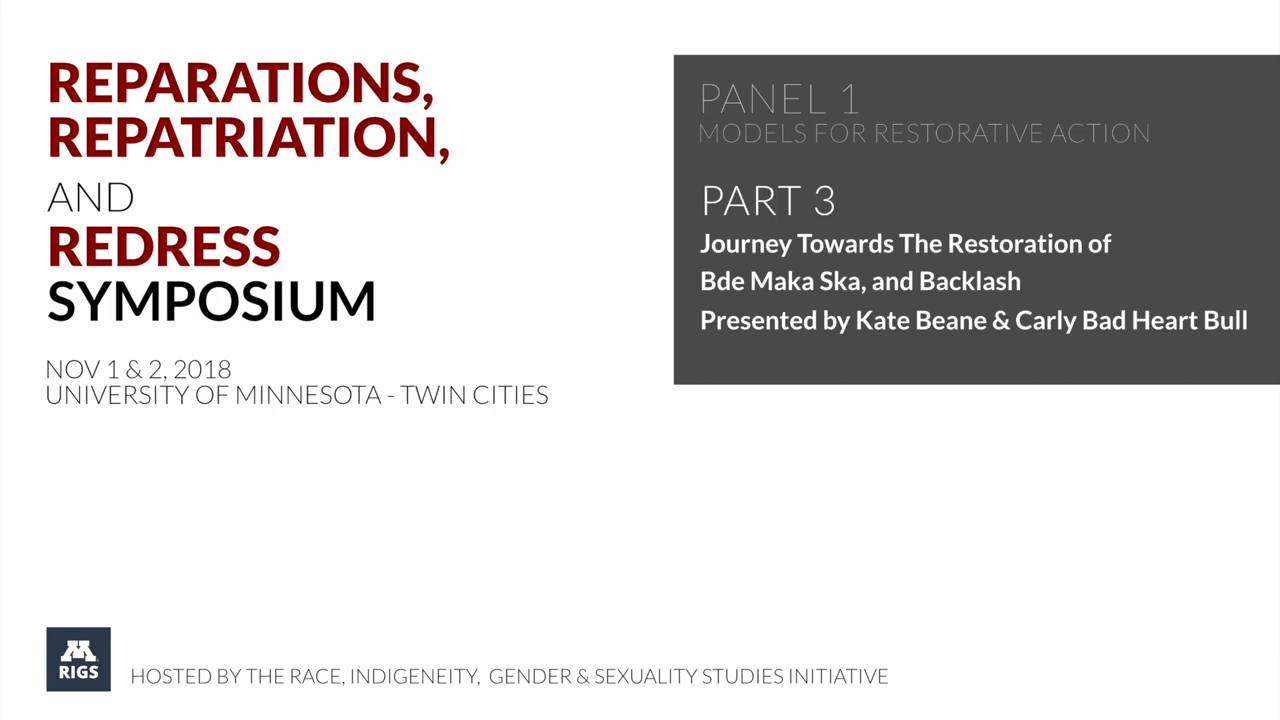 REPARATIONS,
REPATRIATION,
AND
REDRESS
SYMPOSIUM
NOV 1 & 2, 2018
UNIVERSITY OF MINNESOTA - TWIN CITIES
PANEL 1
MODELS FOR RESTORATIVE ACTION
PART 3
Journey Towards The Restoration of
Bde Maka Ska, and Backlash
Presented by Kate Beane & Carly Bad Heart Bull
M
RIGS
HOSTED BY THE RACE, INDIGENEITY, GENDER & SEXUALITY STUDIES INITIATIVE